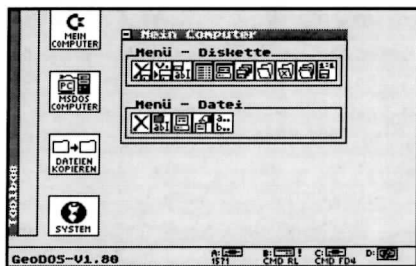 MEIN
COMPUTER
Mein Computer
Menü - Diskette
PC
MSDOS
COMPUTER
Menü - Datei
a..
b..
DATEIEN
KOPIEREN
SYSTEM
GeoDOS-V1.80
A:
1571
B:
CMD RL
C:
CMD FD4
D: